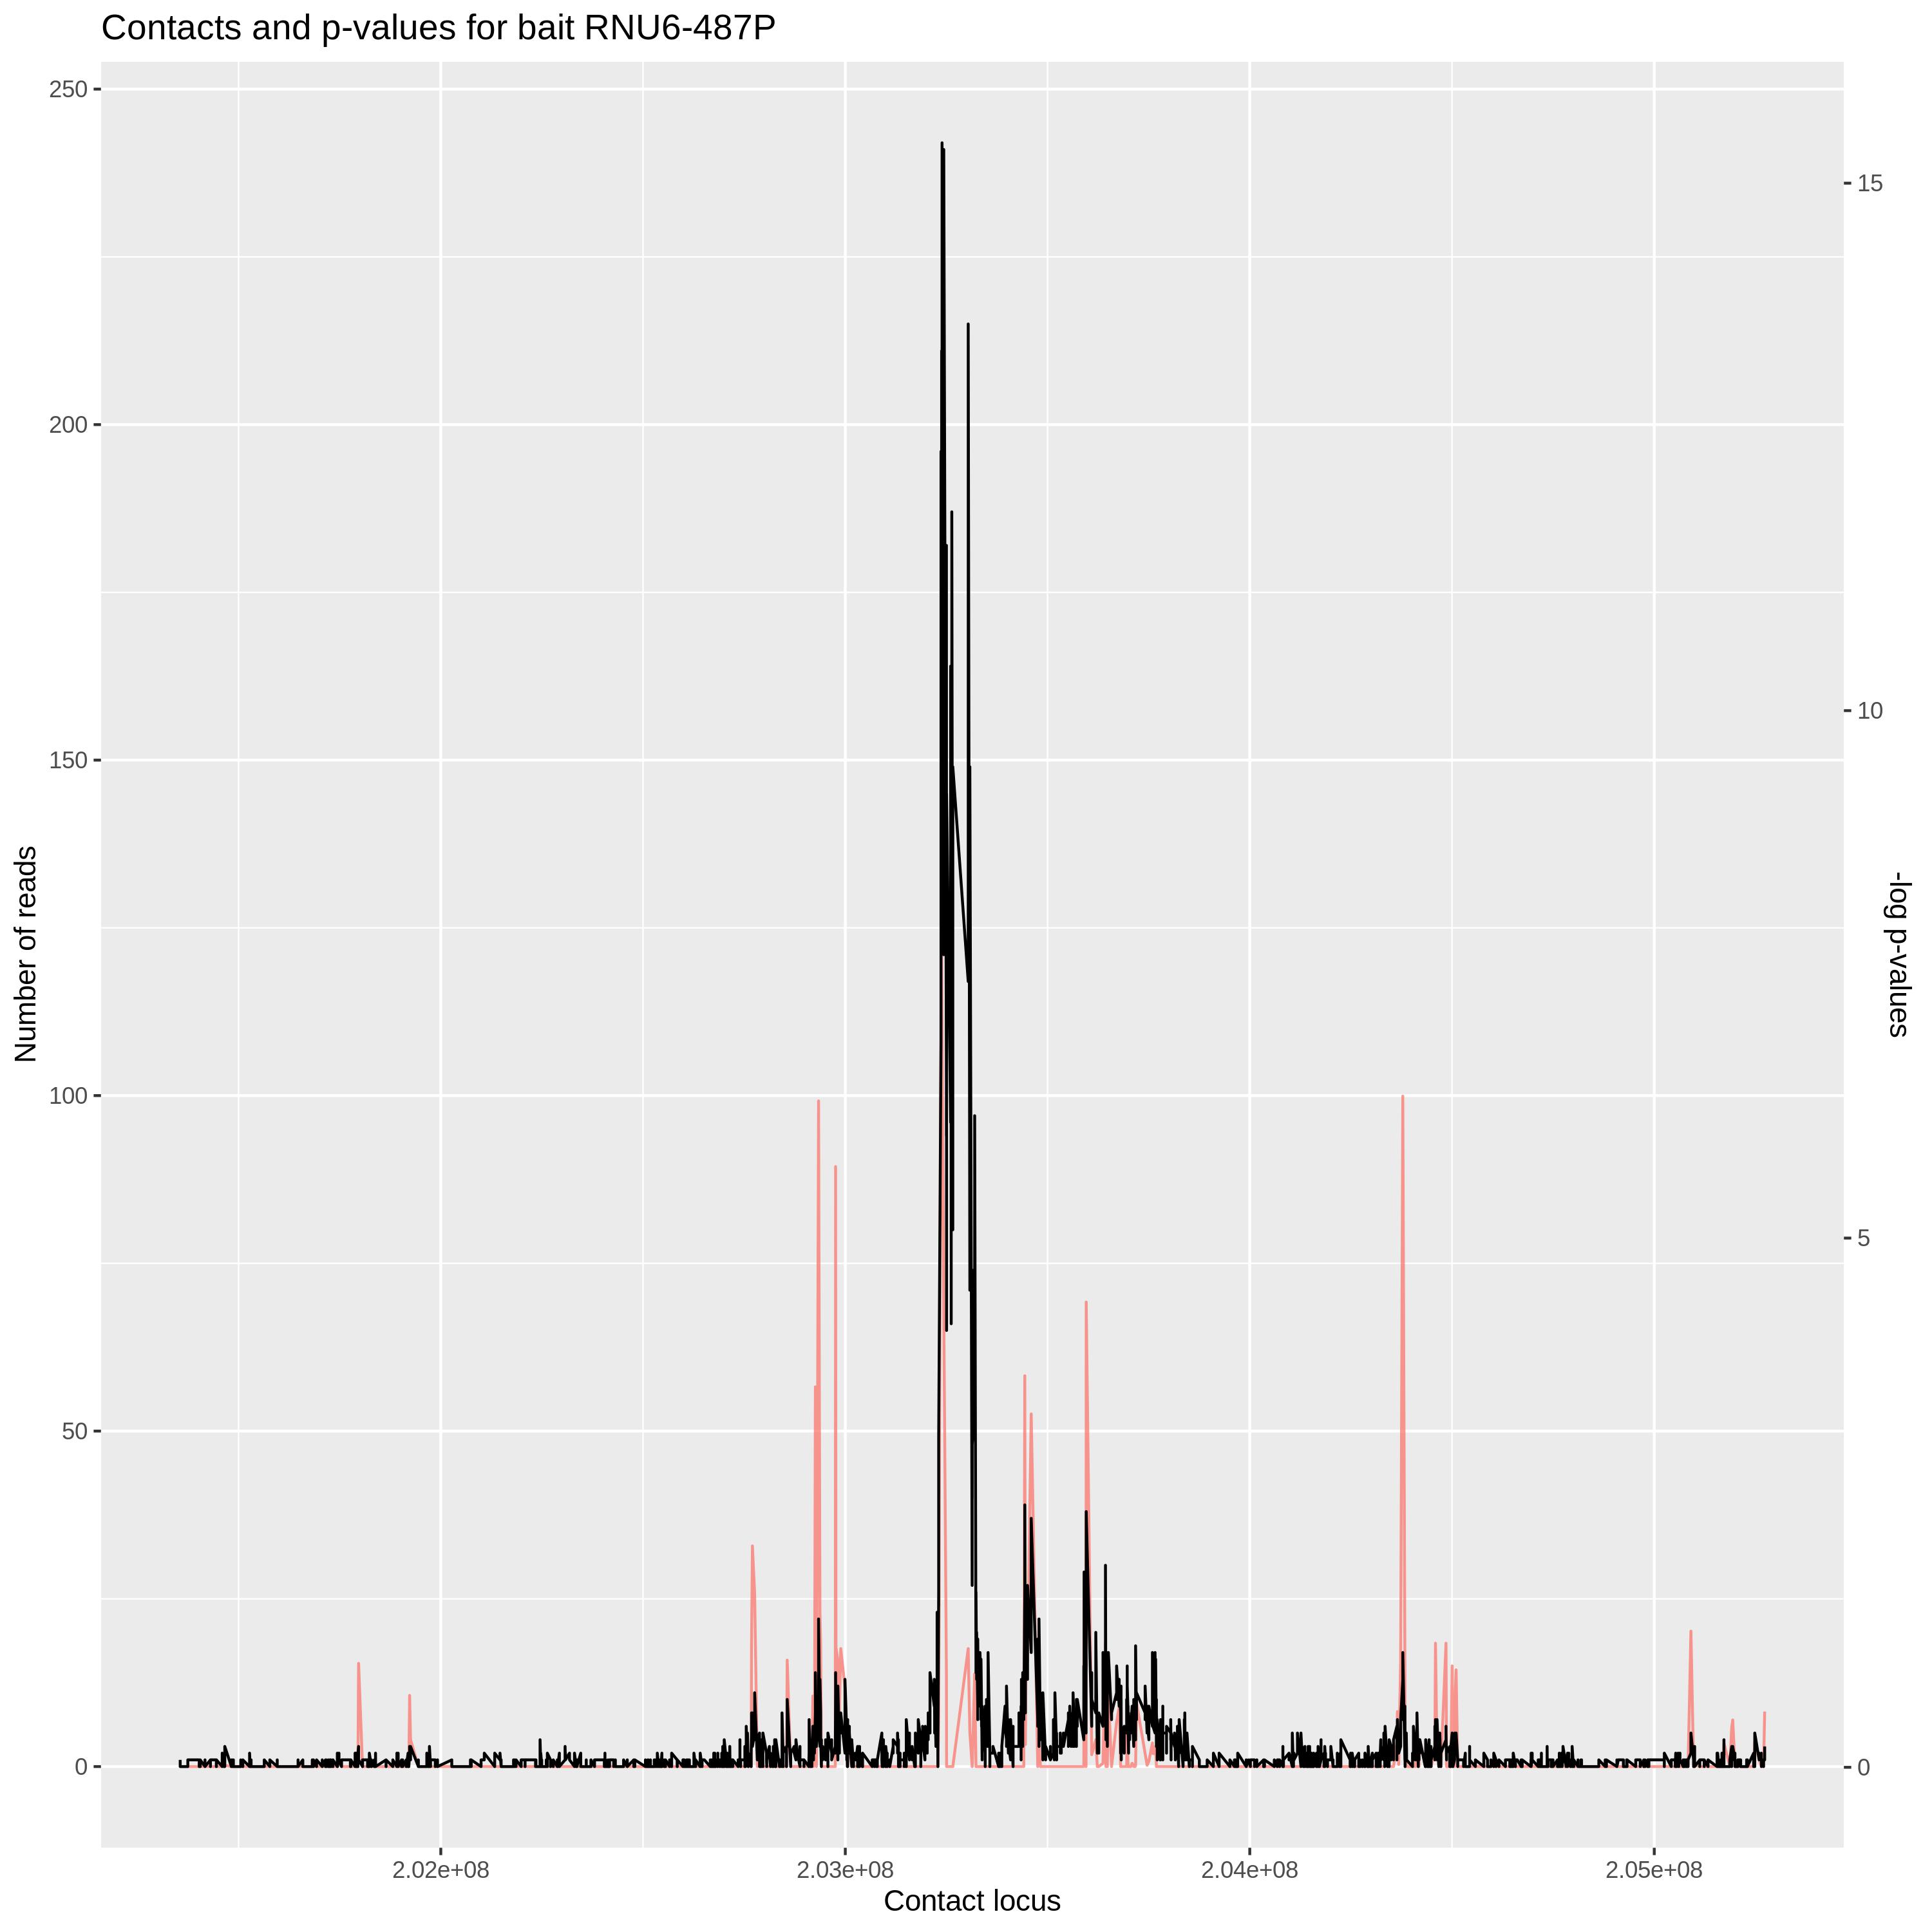 Contacts and p-values for bait RNU6-487P
250
200
150
100
50
0
Number of reads
15
10
5
0
-log p-values
2.02e+08
2.03e+08
2.04e+08
2.05e+08
Contact locus